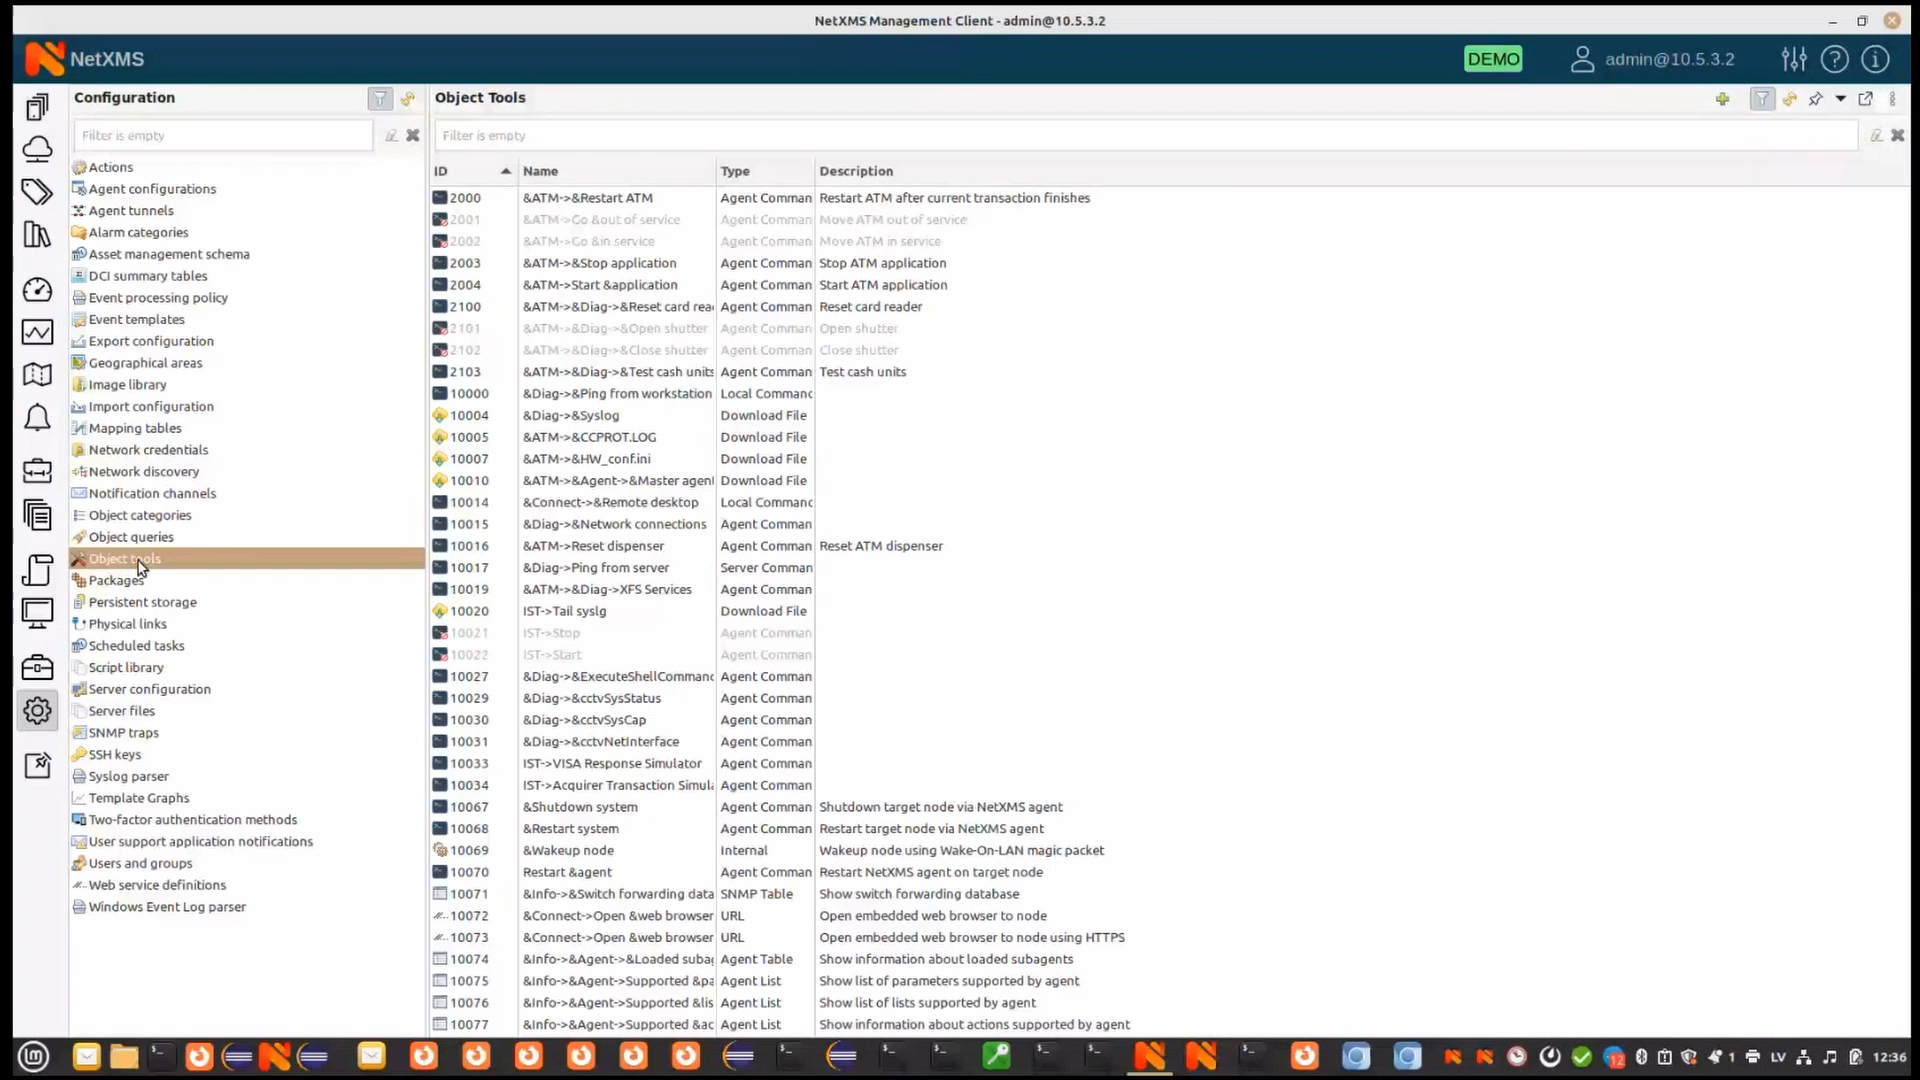 NetXMS Management Client - admin@10.5.3.2
NetXMS
DEMO
admin@10.5.3.2
Configuration
Filter is empty
Actions
Agent configurations
Agent tunnels
Alarm categories
Asset management schema
DCI summary tables
Event processing policy
Event templates
Export configuration
Geographical areas
Image library
Import configuration
Mapping tables
Network credentials
Network discovery
Notification channels
Object categories
Object queries
Object tools
Packages
Persistent storage
Physical links
Scheduled tasks
Script library
Server configuration
Server files
SNMP traps
SSH keys
Syslog parser
Template Graphs
Two-factor authentication methods
User support application notifications
Users and groups
Web service definitions
Windows Event Log parser
Object Tools
Filter is empty
ID Name Type Description
2000 &ATM->&Restart ATM Agent Comman Restart ATM after current transaction finishes
2001 &ATM->Go &out of service Agent Comman Move ATM out of service
2002 &ATM->Go &in service Agent Comman Move ATM in service
2003 &ATM->&Stop application Agent Comman Stop ATM application
2004 &ATM->Start &application Agent Comman Start ATM application
2100 &ATM->&Diag->&Reset card rea Agent Comman Reset card reader
2101 &ATM->&Diag->&Open shutter Agent Comman Open shutter
2102 &ATM->&Diag->&Close shutter Agent Comman Close shutter
2103 &ATM->&Diag->&Test cash units Agent Comman Test cash units
10000 &Diag->&Ping from workstation Local Command
10004 &Diag->&Syslog Download File
10005 &ATM->&CCPROT.LOG Download File
10007 &ATM->&HW_conf.ini Download File
10010 &ATM->&Agent->&Master agent Download File
10014 &Connect->&Remote desktop Local Command
10015 &Diag->&Network connections Agent Comman
10016 &ATM->Reset dispenser Agent Comman Reset ATM dispenser
10017 &Diag->Ping from server Server Comman
10019 &ATM->&Diag->XFS Services Agent Comman
10020 IST->Tail syslg Download File
10021 IST->Stop Agent Comman
10022 IST->Start Agent Comman
10027 &Diag->&ExecuteShellCommand Agent Comman
10029 &Diag->&cctvSysStatus Agent Comman
10030 &Diag->&cctvSysCap Agent Comman
10031 &Diag->&cctvNetInterface Agent Comman
10033 IST->VISA Response Simulator Agent Comman
10034 IST->Acquirer Transaction Simula Agent Comman
10067 &Shutdown system Agent Comman Shutdown target node via NetXMS agent
10068 &Restart system Agent Comman Restart target node via NetXMS agent
10069 &Wakeup node Internal Wakeup node using Wake-On-LAN magic packet
10070 Restart &agent Agent Comman Restart NetXMS agent on target node
10071 &Info->&Switch forwarding data SNMP Table Show switch forwarding database
10072 &Connect->Open &web browser URL Open embedded web browser to node
10073 &Connect->Open &web browser URL Open embedded web browser to node using HTTPS
10074 &Info->&Agent->&Loaded subag Agent Table Show information about loaded subagents
10075 &Info->&Agent->Supported &pa Agent List Show list of parameters supported by agent
10076 &Info->&Agent->Supported &lis Agent List Show list of lists supported by agent
10077 &Info->&Agent->Supported &ac Agent List Show information about actions supported by agent
12 1 LV 12:36